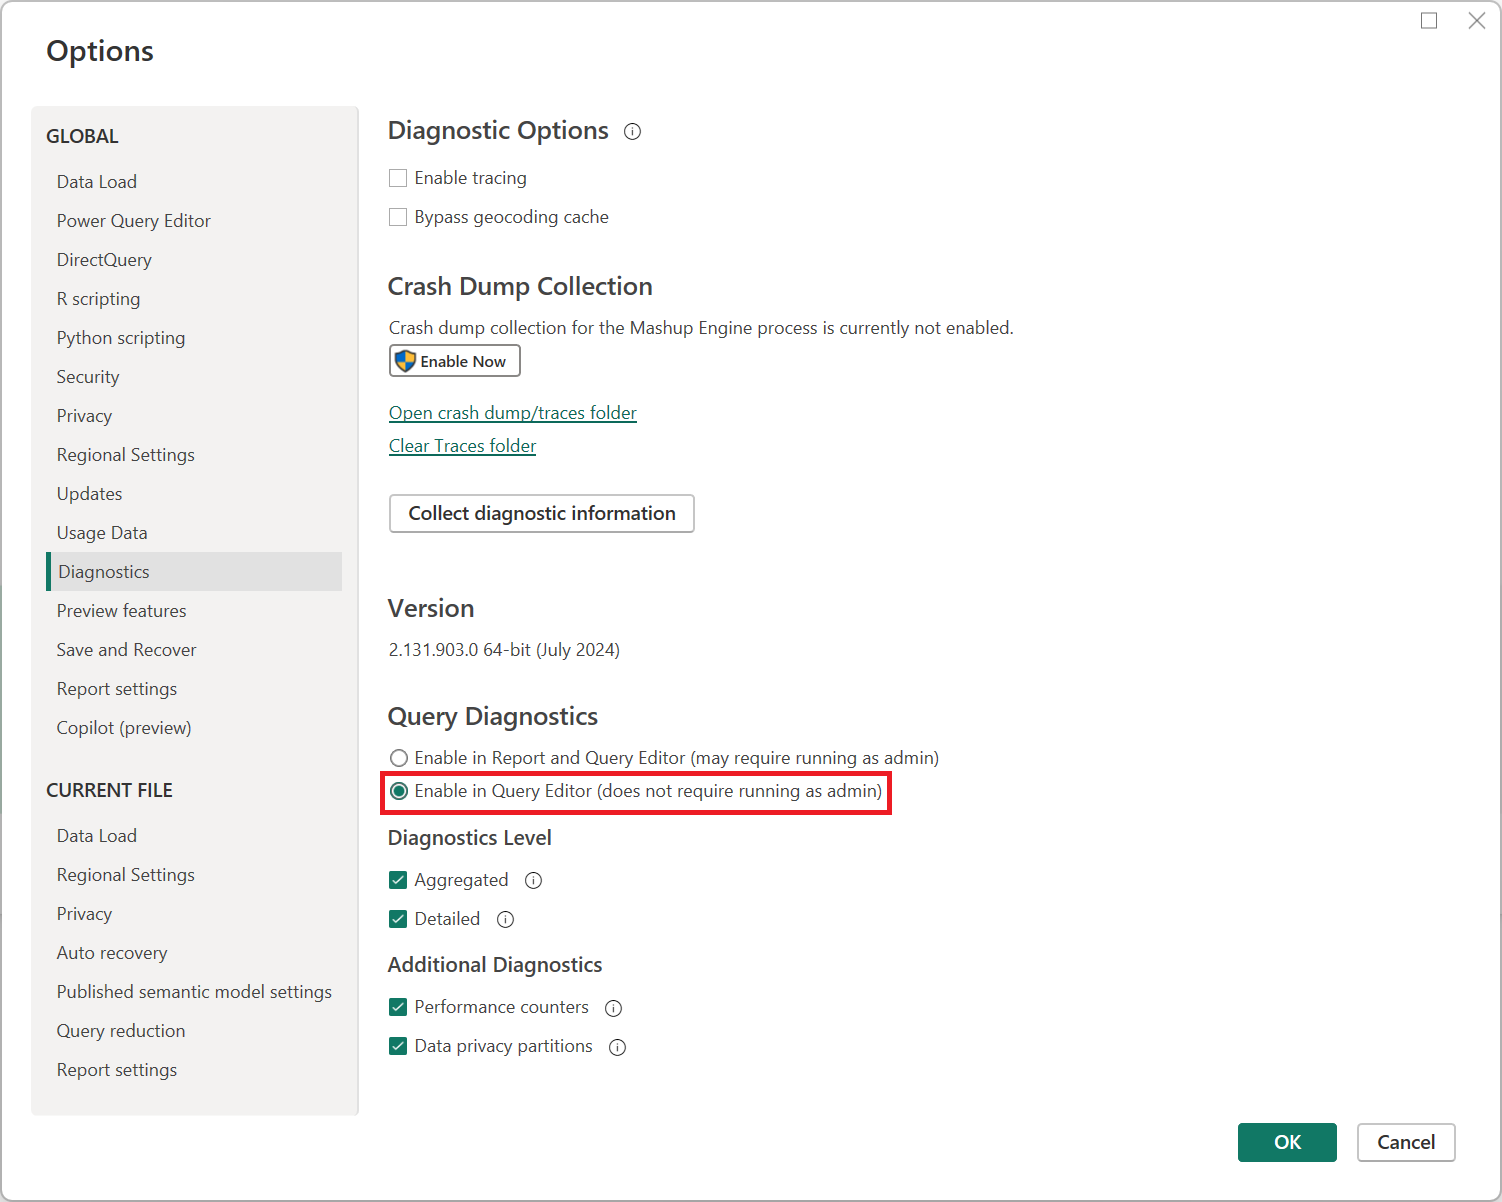 Options
GLOBAL
Data Load
Power Query Editor
DirectQuery
R scripting
Python scripting
Security
Privacy
Regional Settings
Updates
Usage Data
Diagnostics
Preview features
Save and Recover
Report settings
Copilot (preview)
CURRENT FILE
Data Load
Regional Settings
Privacy
Auto recovery
Published semantic model settings
Query reduction
Report settings
Diagnostic Options
Enable tracing
Bypass geocoding cache
Crash Dump Collection
Crash dump collection for the Mashup Engine process is currently not enabled.
Enable Now
Open crash dump/traces folder
Clear Traces folder
Collect diagnostic information
Version
2.131.903.0 64-bit (July 2024)
Query Diagnostics
Enable in Report and Query Editor (may require running as admin)
Enable in Query Editor (does not require running as admin)
Diagnostics Level
Aggregated
Detailed
Additional Diagnostics
Performance counters
Data privacy partitions
OK
Cancel